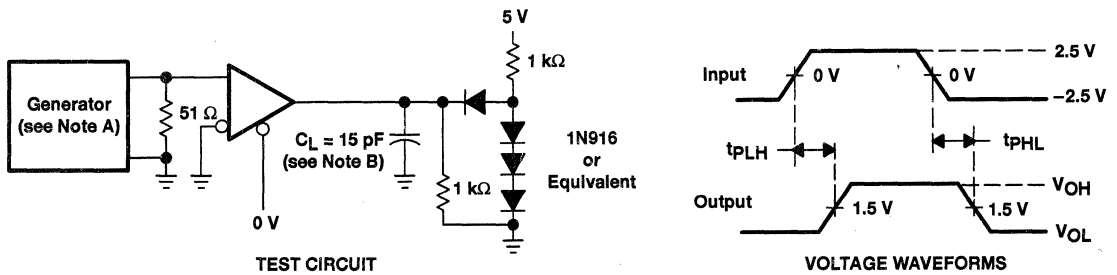 5 V
1 kΩ
Generator
(see Note A)
51 Ω
CL = 15 pF
(see Note B)
1 kΩ
1N916
or
Equivalent
0 V
TEST CIRCUIT
2.5 V
Input
0 V
0 V
−2.5 V
tPLH
tPHL
VOH
Output
1.5 V
1.5 V
VOL
VOLTAGE WAVEFORMS